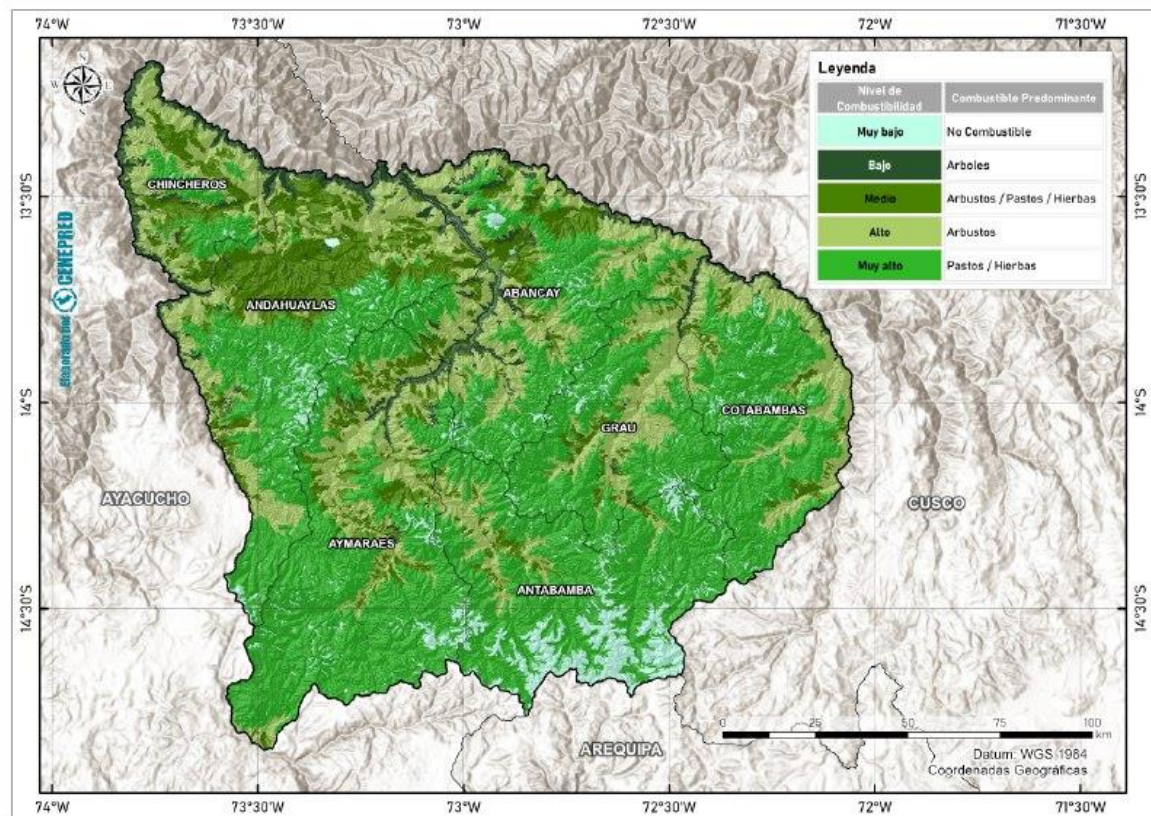 74°W 73°30'W 73°W 72°30'W 72°W 71°30'W
Leyenda
Nivel de Combustibilidad Combustible Predominante
Muy bajo No Combustible
Bajo Arboles
Medio Arbustos / Pastos / Hierbas
Alto Arbustos
Muy alto Pastos / Hierbas
W E
13°30'S 13°30'S
CHINCHEROS
Elaborado por: CENEPRED
ANDAHUAYLAS
ABANCAY
14°S 14°S
COTABAMBAS
GRAU
AYACUCHO
CUSCO
AYMARAES
ANTABAMBA
14°30'S 14°30'S
0 25 50 75 100
km
AREQUIPA
Datum: WGS 1984
Coordenadas Geográficas
74°W 73°30'W 73°W 72°30'W 72°W 71°30'W